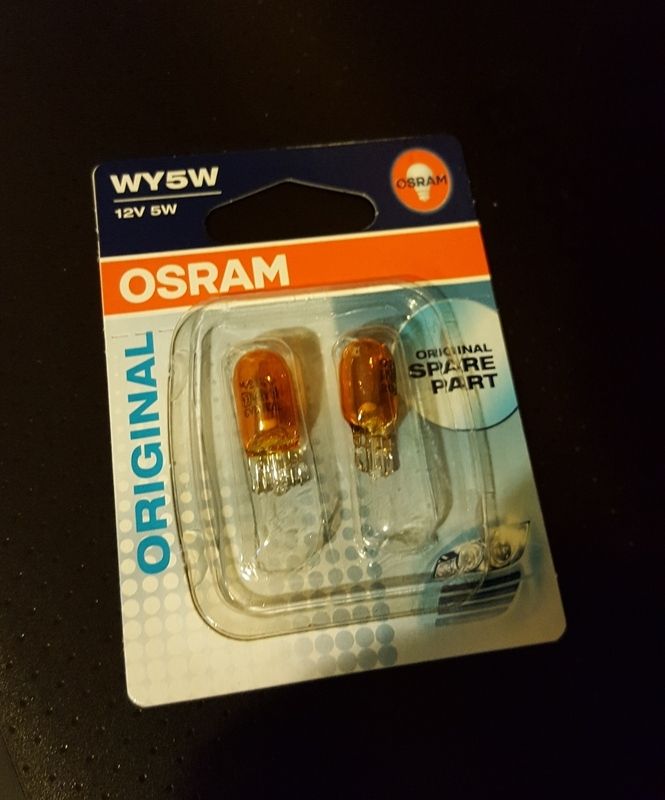 WY5W
12V 5W
OSRAM
OSRAM
ORIGINAL
ORIGINAL
SPARE
PART